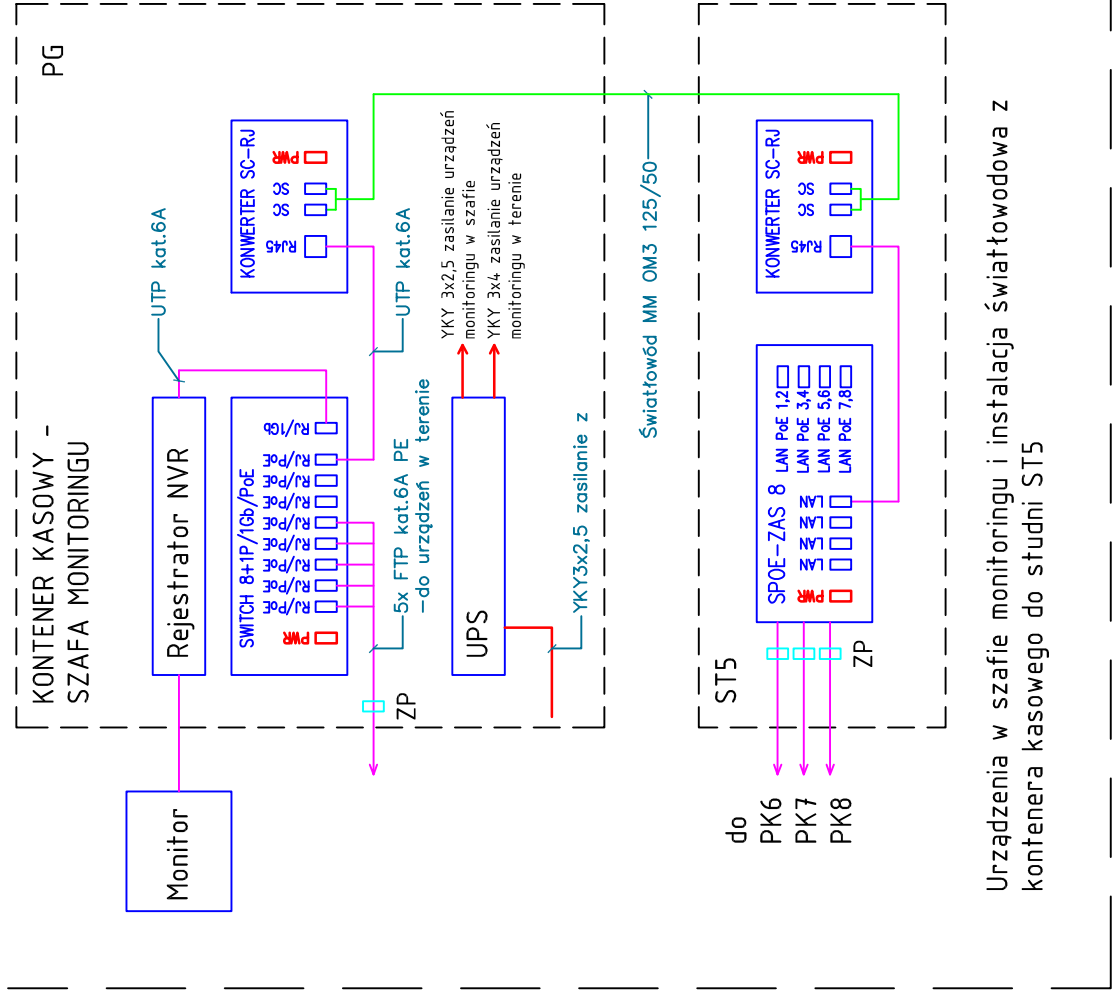 KONTENER KASOWY -
SZAFA MONITORINGU
PG
Monitor
Rejestrator NVR
UTP kat.6A
SWITCH 8+1P/1Gb/PoE
PWR
RJ/PoE
RJ/PoE
RJ/PoE
RJ/PoE
RJ/PoE
RJ/PoE
RJ/PoE
RJ/PoE
RJ/1Gb
KONWERTER SC-RJ
RJ45
SC
SC
PWR
UTP kat.6A
5x FTP kat.6A PE
-do urządzeń w terenie
ZP
UPS
YKY 3x2,5 zasilanie urządzeń
monitoringu w szafie
YKY 3x4 zasilanie urządzeń
monitoringu w terenie
YKY3x2,5 zasilanie z
Światłowód MM OM3 125/50
ST5
SPOE-ZAS 8
PWR
LAN
LAN
LAN
LAN
LAN PoE 1,2
LAN PoE 3,4
LAN PoE 5,6
LAN PoE 7,8
KONWERTER SC-RJ
RJ45
SC
SC
PWR
ZP
do
PK6
PK7
PK8
Urządzenia w szafie monitoringu i instalacja światłowodowa z
kontenera kasowego do studni ST5